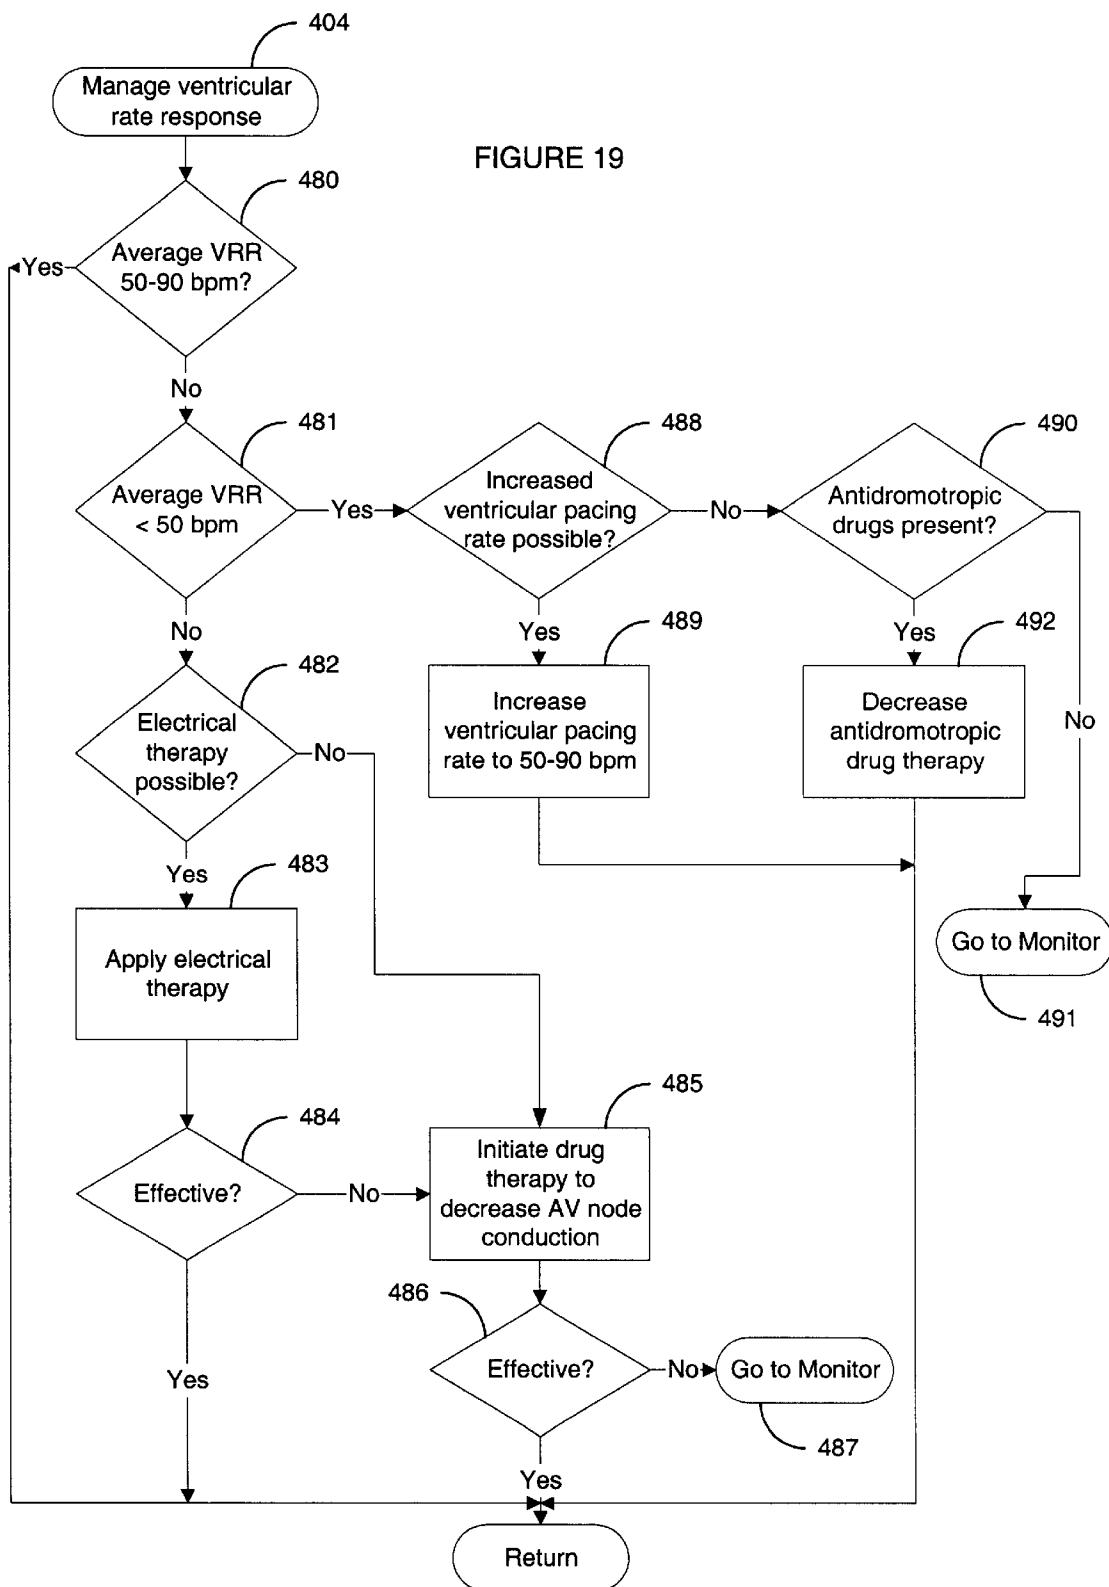 404
Manage ventricular
rate response
FIGURE 19
480
Average VRR
50-90 bpm?
Yes
No
481
Average VRR
< 50 bpm
Yes
488
Increased
ventricular pacing
rate possible?
No
490
Antidromotropic
drugs present?
No
Yes
Yes
482
Electrical
therapy
possible?
No
489
Increase
ventricular pacing
rate to 50-90 bpm
492
Decrease
antidromotropic
drug therapy
No
Yes
483
Apply electrical
therapy
Go to Monitor
491
484
Effective?
No
485
Initiate drug
therapy to
decrease AV node
conduction
486
Effective?
No
Go to Monitor
487
Yes
Yes
Return